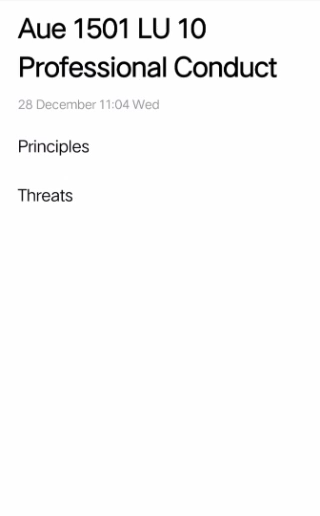 Aue 1501 LU 10
Professional Conduct
28 December 11:04 Wed
Principles
Threats